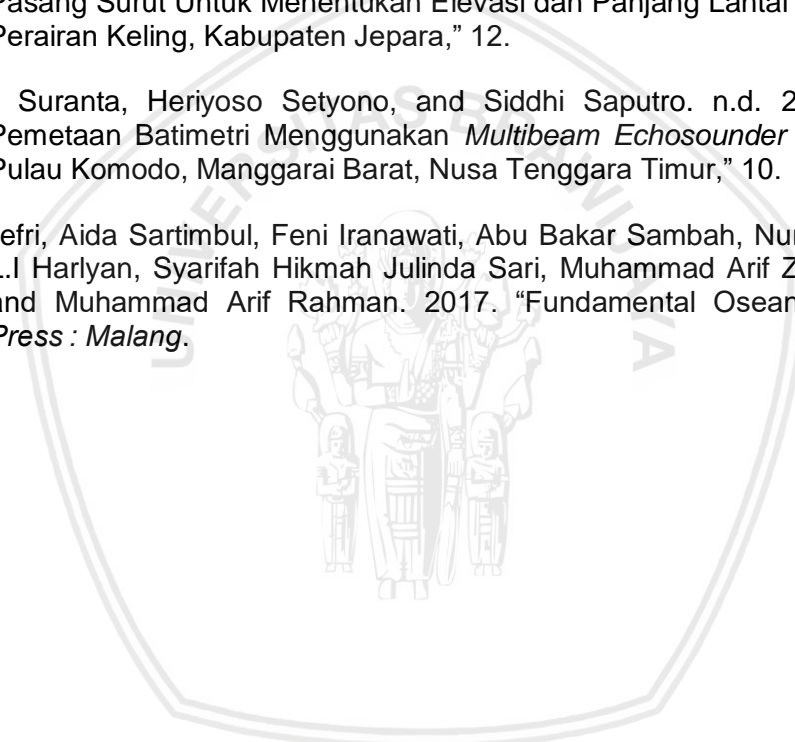 Pasang Surut Untuk Menentukan Elevasi dan Panjang Lantai
Perairan Keling, Kabupaten Jepara,” 12.
Suranta, Heriyoso Setyono, and Siddhi Saputro. n.d. 2
Pemetaan Batimetri Menggunakan Multibeam Echosounder
Pulau Komodo, Manggarai Barat, Nusa Tenggara Timur,” 10.
efri, Aida Sartimbul, Feni Iranawati, Abu Bakar Sambah, Nur
L.I Harlyan, Syarifah Hikmah Julinda Sari, Muhammad Arif Z
and Muhammad Arif Rahman. 2017. “Fundamental Osean
Press : Malang.
UNIVERSITAS BRAWIJAYA